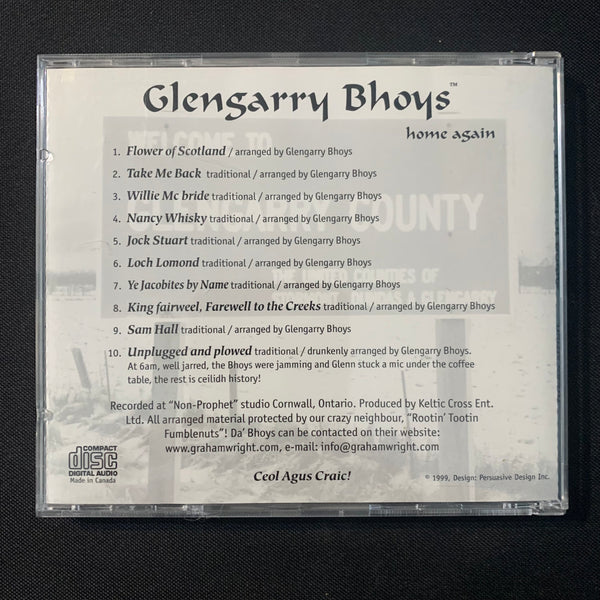 Glengarry Bhoys™
home again
WELCOME TO
GLENGARRY COUNTY
THE UNITED COUNTIES OF
1. Flower of Scotland / arranged by Glengarry Bhoys
2. Take Me Back traditional / arranged by Glengarry Bhoys
3. Willie Mc bride traditional / arranged by Glengarry Bhoys
4. Nancy Whisky traditional / arranged by Glengarry Bhoys
5. Jock Stuart traditional / arranged by Glengarry Bhoys
6. Loch Lomond traditional / arranged by Glengarry Bhoys
7. Ye Jacobites by Name traditional / arranged by Glengarry Bhoys
8. King fairweel, Farewell to the Creeks traditional / arranged by Glengarry Bhoys
9. Sam Hall traditional / arranged by Glengarry Bhoys
10. Unplugged and plowed traditional / drunkenly arranged by Glengarry Bhoys.
At 6am, well jarred, the Bhoys were jamming and Glenn stuck a mic under the coffee
table, the rest is ceilidh history!
Recorded at "Non-Prophet" studio Cornwall, Ontario. Produced by Keltic Cross Ent.
Ltd. All arranged material protected by our crazy neighbour, "Rootin' Tootin
Fumblenuts"! Da' Bhoys can be contacted on their website:
www.grahamwright.com, e-mail: info@grahamwright.com
COMPACT
disc
DIGITAL AUDIO
Made in Canada
Ceol Agus Craic!
© 1999, Design: Persuasive Design Inc.